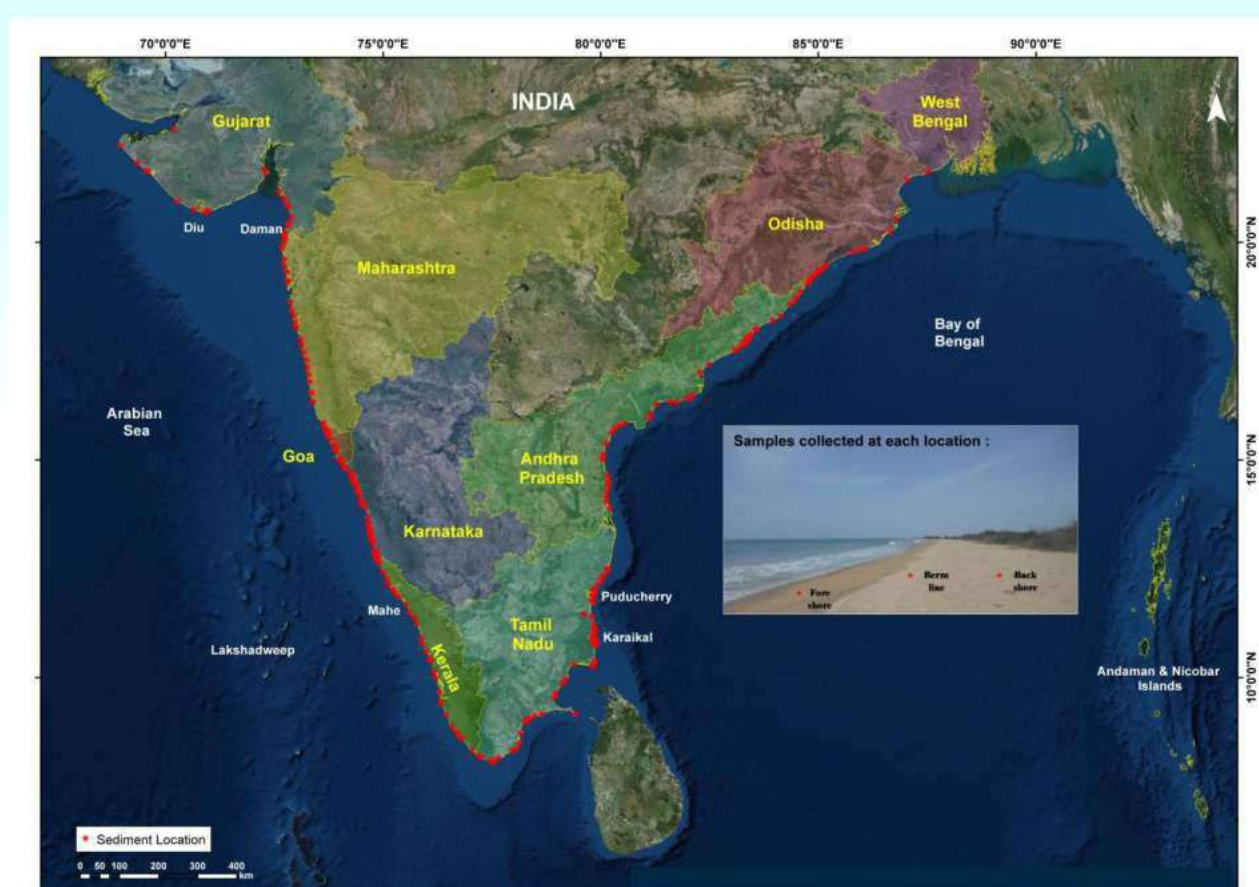 70°0'0"E 75°0'0"E 80°0'0"E 85°0'0"E 90°0'0"E
INDIA
West
Bengal
Gujarat
Odisha
Diu
Daman
20°0'0"N
Maharashtra
Bay of
Bengal
Arabian
Sea
Samples collected at each location :
Goa
Andhra
Pradesh
15°0'0"N
Karnataka
Berm
line
Back
shore
Fore
shore
Mahe
Puducherry
Tamil
Nadu
Karaikal
Lakshadweep
Kerala
Andaman & Nicobar
Islands
10°0'0"N
Sediment Location
0 50 100 200 300 400
km